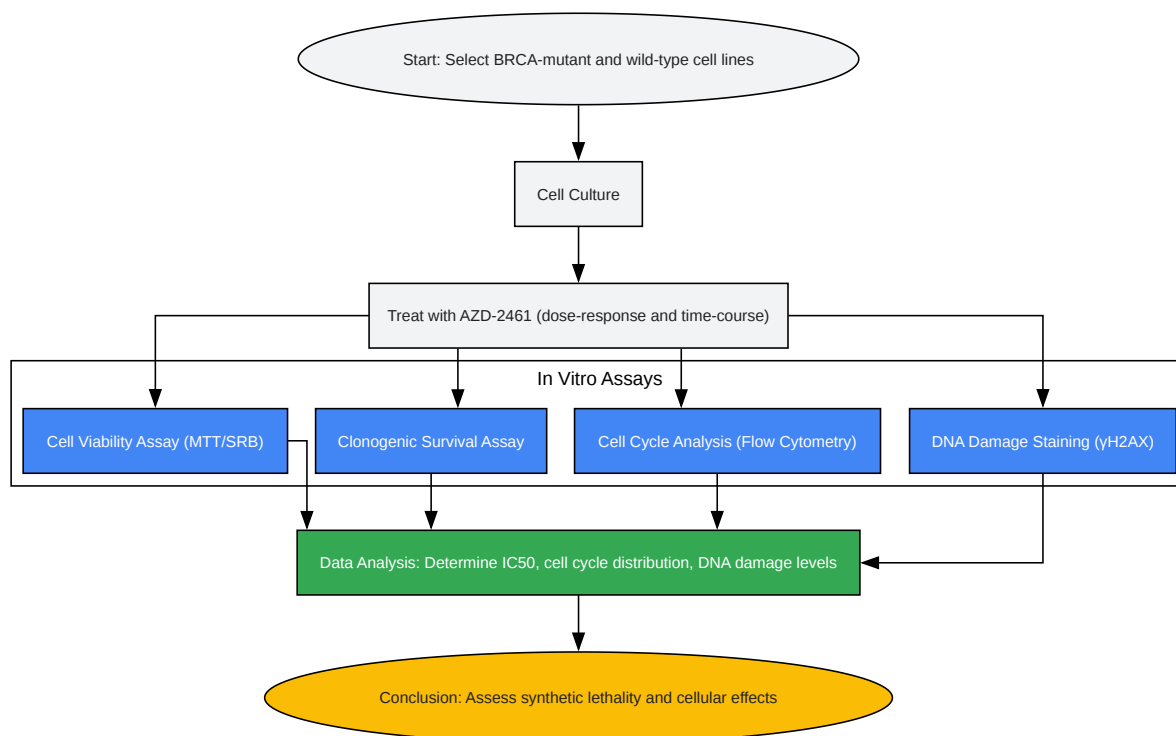 Start: Select BRCA-mutant and wild-type cell lines
Cell Culture
Treat with AZD-2461 (dose-response and time-course)
In Vitro Assays
Cell Viability Assay (MTT/SRB)
Clonogenic Survival Assay
Cell Cycle Analysis (Flow Cytometry)
DNA Damage Staining (γH2AX)
Data Analysis: Determine IC50, cell cycle distribution, DNA damage levels
Conclusion: Assess synthetic lethality and cellular effects